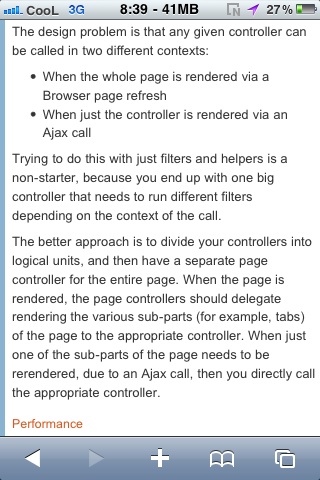 CooL 3G 8:39 - 41MB N 27%
The design problem is that any given controller can
be called in two different contexts:
• When the whole page is rendered via a
Browser page refresh
• When just the controller is rendered via an
Ajax call
Trying to do this with just filters and helpers is a
non-starter, because you end up with one big
controller that needs to run different filters
depending on the context of the call.
The better approach is to divide your controllers into
logical units, and then have a separate page
controller for the entire page. When the page is
rendered, the page controllers should delegate
rendering the various sub-parts (for example, tabs)
of the page to the appropriate controller. When just
one of the sub-parts of the page needs to be
rerendered, due to an Ajax call, then you directly call
the appropriate controller.
Performance